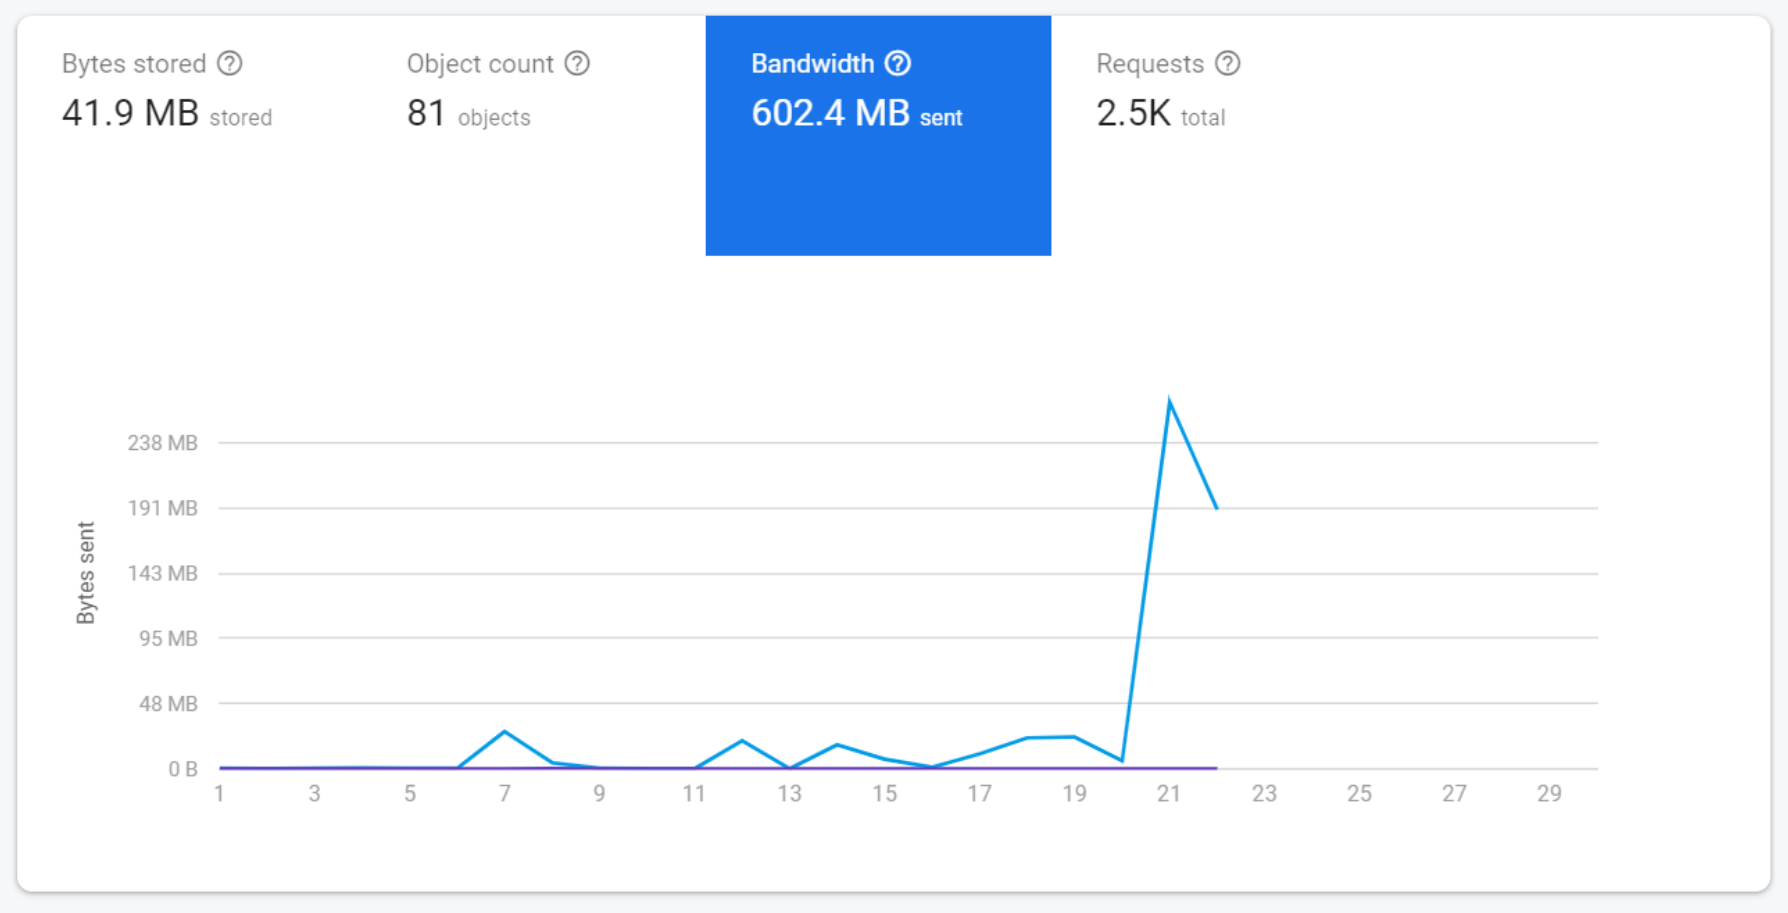 Bytes stored
41.9 MB stored
Object count
81 objects
Bandwidth
602.4 MB sent
Requests
2.5K total
Bytes sent
238 MB
191 MB
143 MB
95 MB
48 MB
0 B
1 3 5 7 9 11 13 15 17 19 21 23 25 27 29